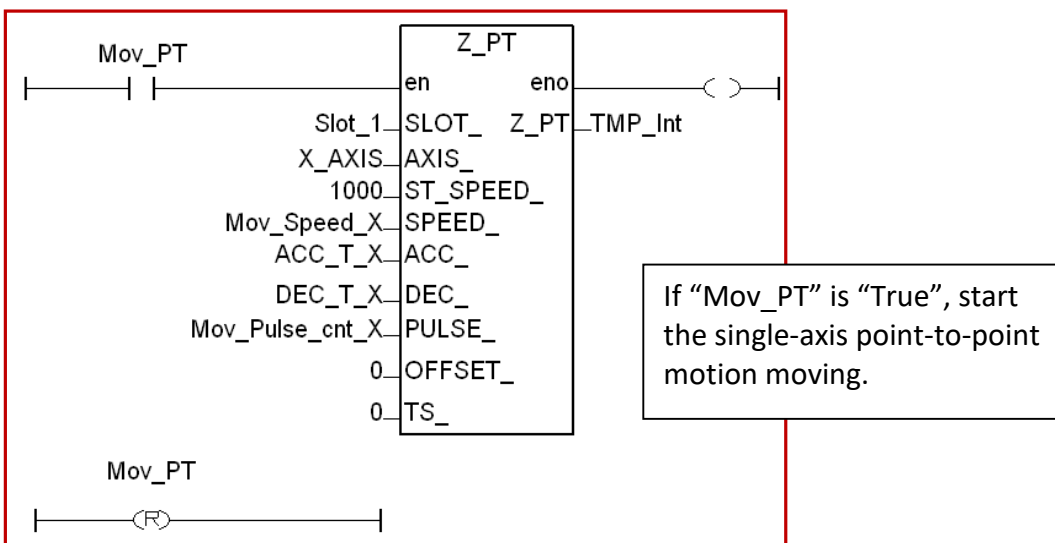 Mov_PT
Z_PT
en eno
Slot_1 SLOT_ Z_PT TMP_Int
X_AXIS AXIS_
1000 ST_SPEED_
Mov_Speed_X SPEED_
ACC_T_X ACC_
DEC_T_X DEC_
Mov_Pulse_cnt_X PULSE_
0 OFFSET_
0 TS_
If “Mov_PT” is “True”, start
the single-axis point-to-point
motion moving.
Mov_PT
R